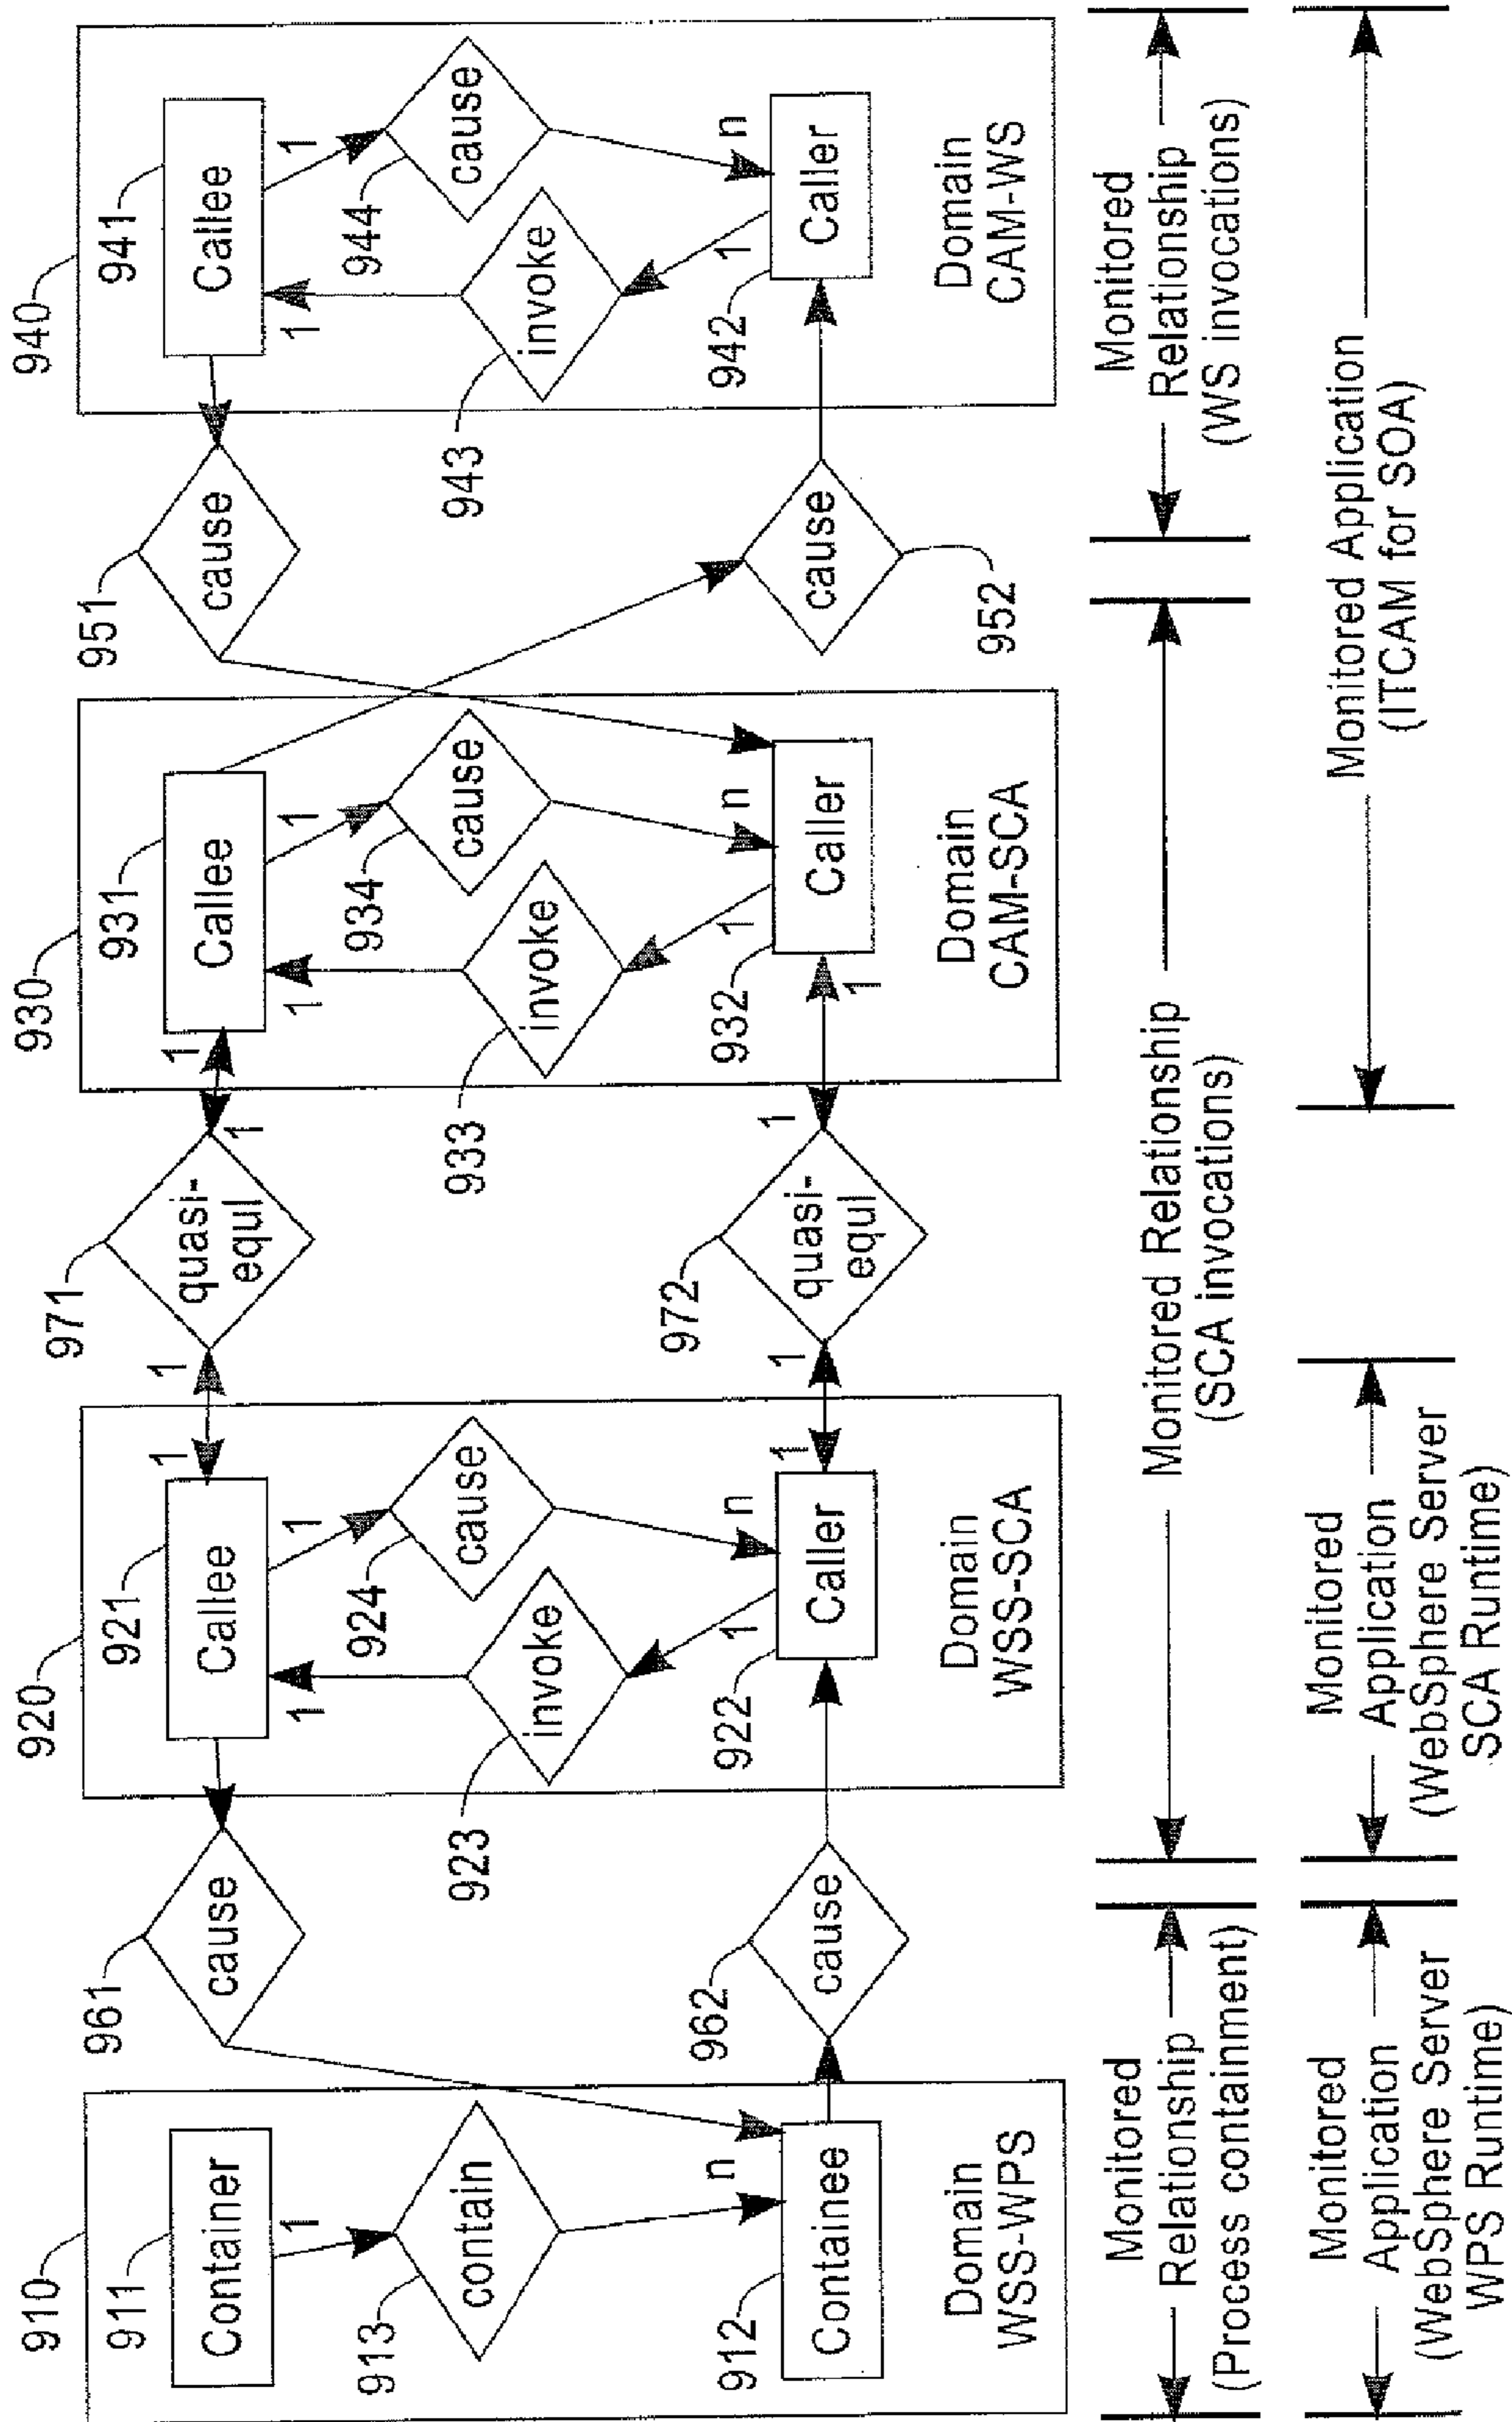 910
911
Container
1
913
contain
n
912
Containee
Domain
WSS-WPS
961
cause
962
cause
920
921
Callee
1
1
1
924
cause
923
invoke
n
1
922
Caller
1
Domain
WSS-SCA
971
quasi-
equl
1
1
972
quasi-
equl
1
1
930
931
Callee
1
1
1
934
cause
933
invoke
n
1
932
Caller
1
Domain
CAM-SCA
951
cause
952
cause
940
941
Callee
1
1
944
cause
943
invoke
n
1
942
Caller
Domain
CAM-WS
Monitored
Relationship
(Process containment)
Monitored Relationship
(SCA invocations)
Monitored
Relationship
(WS invocations)
Monitored
Application
(WebSphere Server
WPS Runtime)
Monitored
Application
(WebSphere Server
SCA Runtime)
Monitored Application
(ITCAM for SOA)